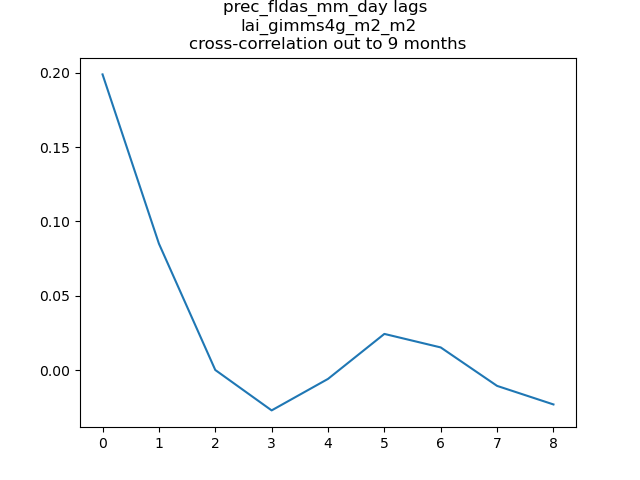 prec_fldas_mm_day lags
lai_gimms4g_m2_m2
cross-correlation out to 9 months
0.20
0.15
0.10
0.05
0.00
0 1 2 3 4 5 6 7 8